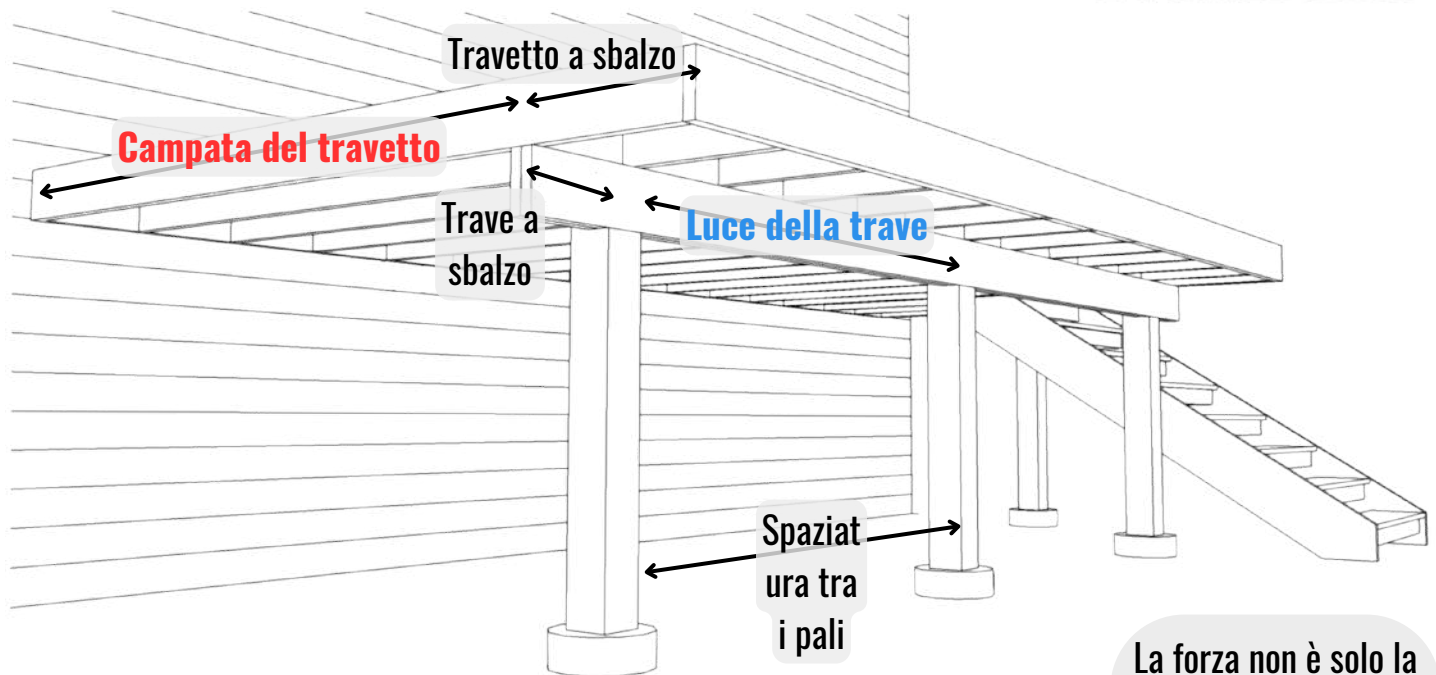 Travetto a sbalzo
Campata del travetto
Trave a
sbalzo
Luce della trave
Spaziat
ura tra
i pali
La forza non è solo la